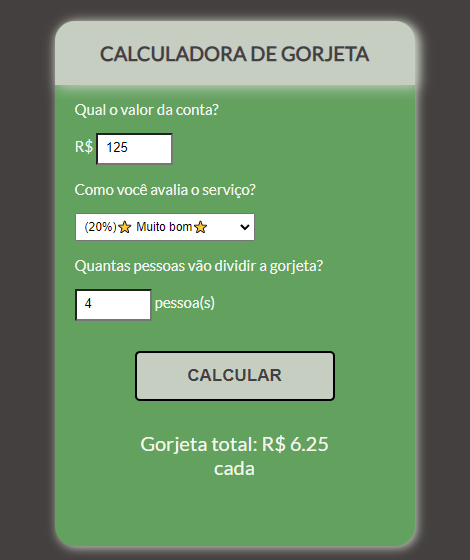 CALCULADORA DE GORJETA
Qual o valor da conta?
R$ 125
Como você avalia o serviço?
(20%)⭐ Muito bom⭐
Quantas pessoas vão dividir a gorjeta?
4 pessoa(s)
CALCULAR
Gorjeta total: R$ 6.25
cada